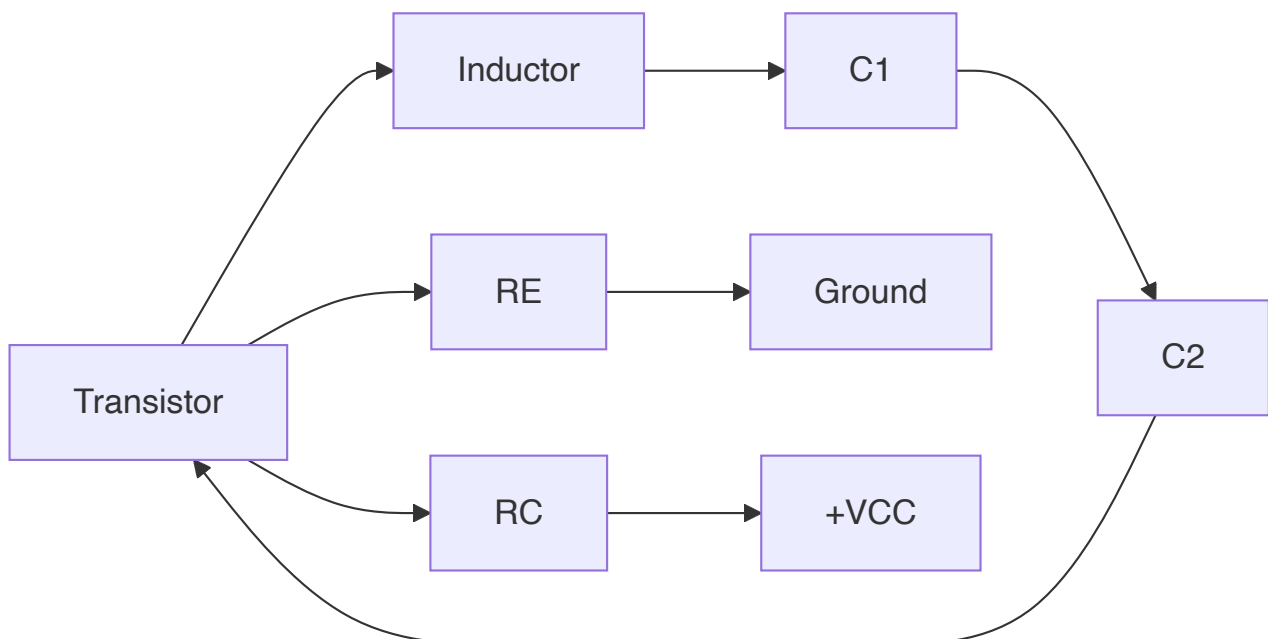 Inductor
C1
RE
Ground
C2
Transistor
RC
+VCC